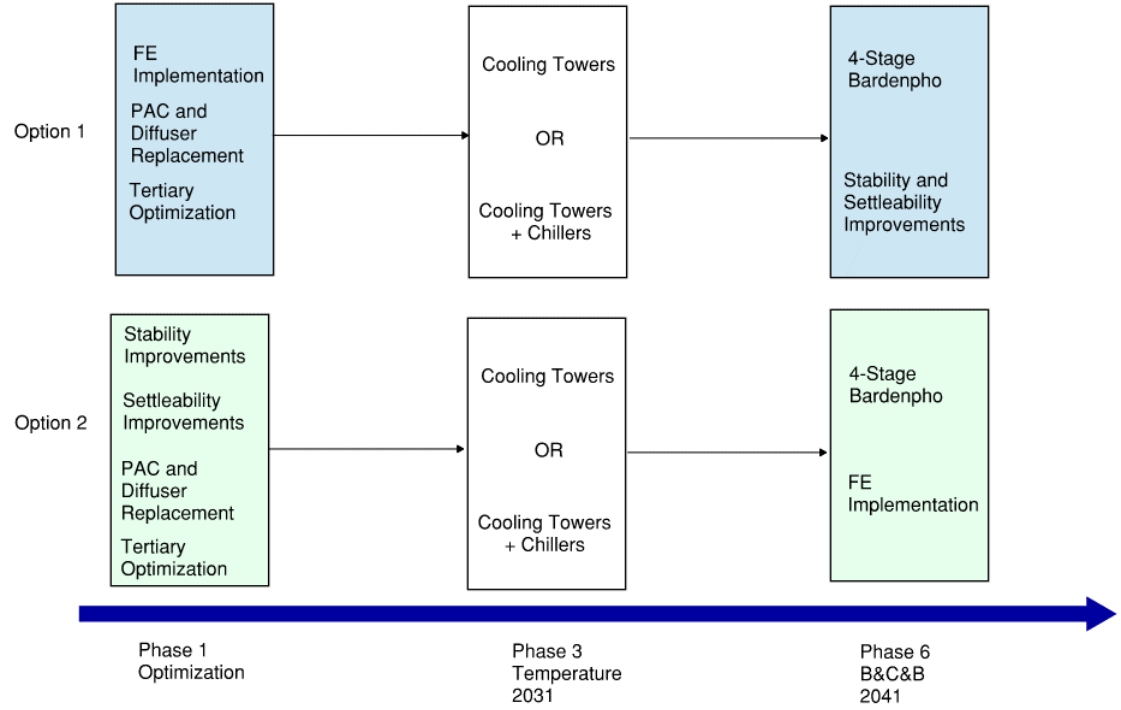 FE
Implementation
PAC and
Diffuser
Replacement
Tertiary
Optimization
Option 1
Cooling Towers
OR
Cooling Towers
+ Chillers
4-Stage
Bardenpho
Stability and
Settleability
Improvements
Stability
Improvements
Settleability
Improvements
PAC and
Diffuser
Replacement
Tertiary
Optimization
Option 2
Cooling Towers
OR
Cooling Towers
+ Chillers
4-Stage
Bardenpho
FE
Implementation
Phase 1
Optimization
Phase 3
Temperature
2031
Phase 6
B&C&B
2041